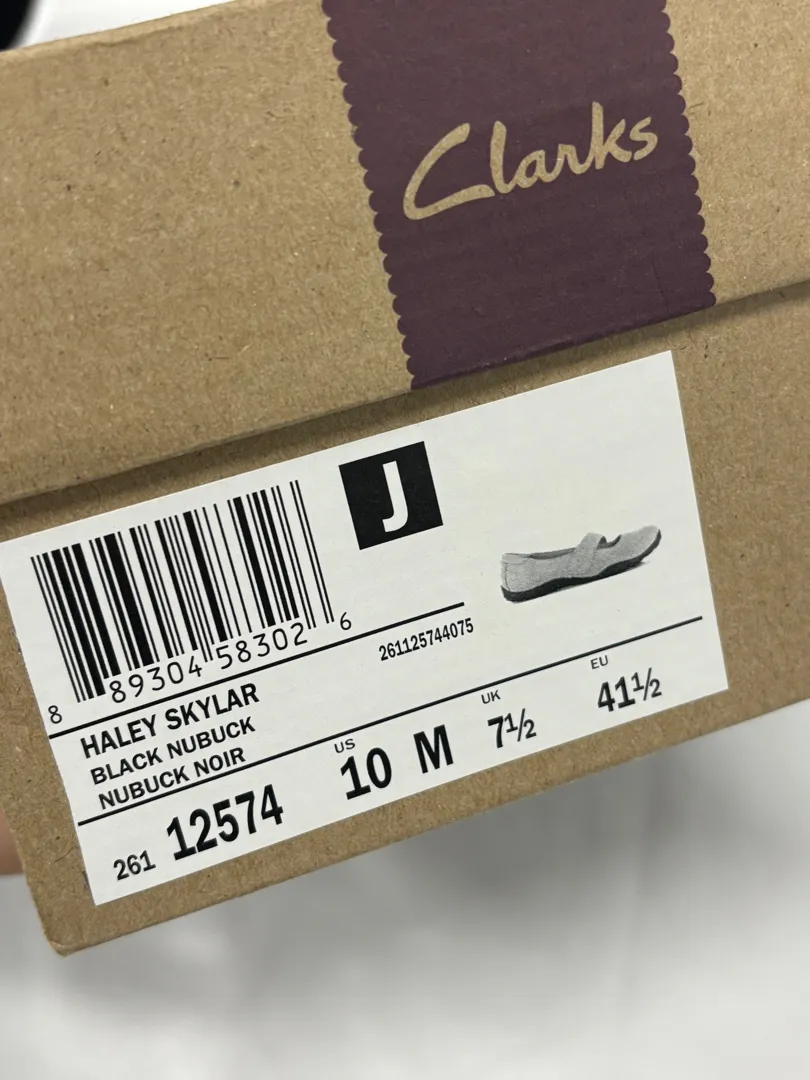 Clarks
J
8 89304 58302 6
261125744075
HALEY SKYLAR
BLACK NUBUCK
NUBUCK NOIR
261 12574
US
10 M
UK
7½
EU
41½